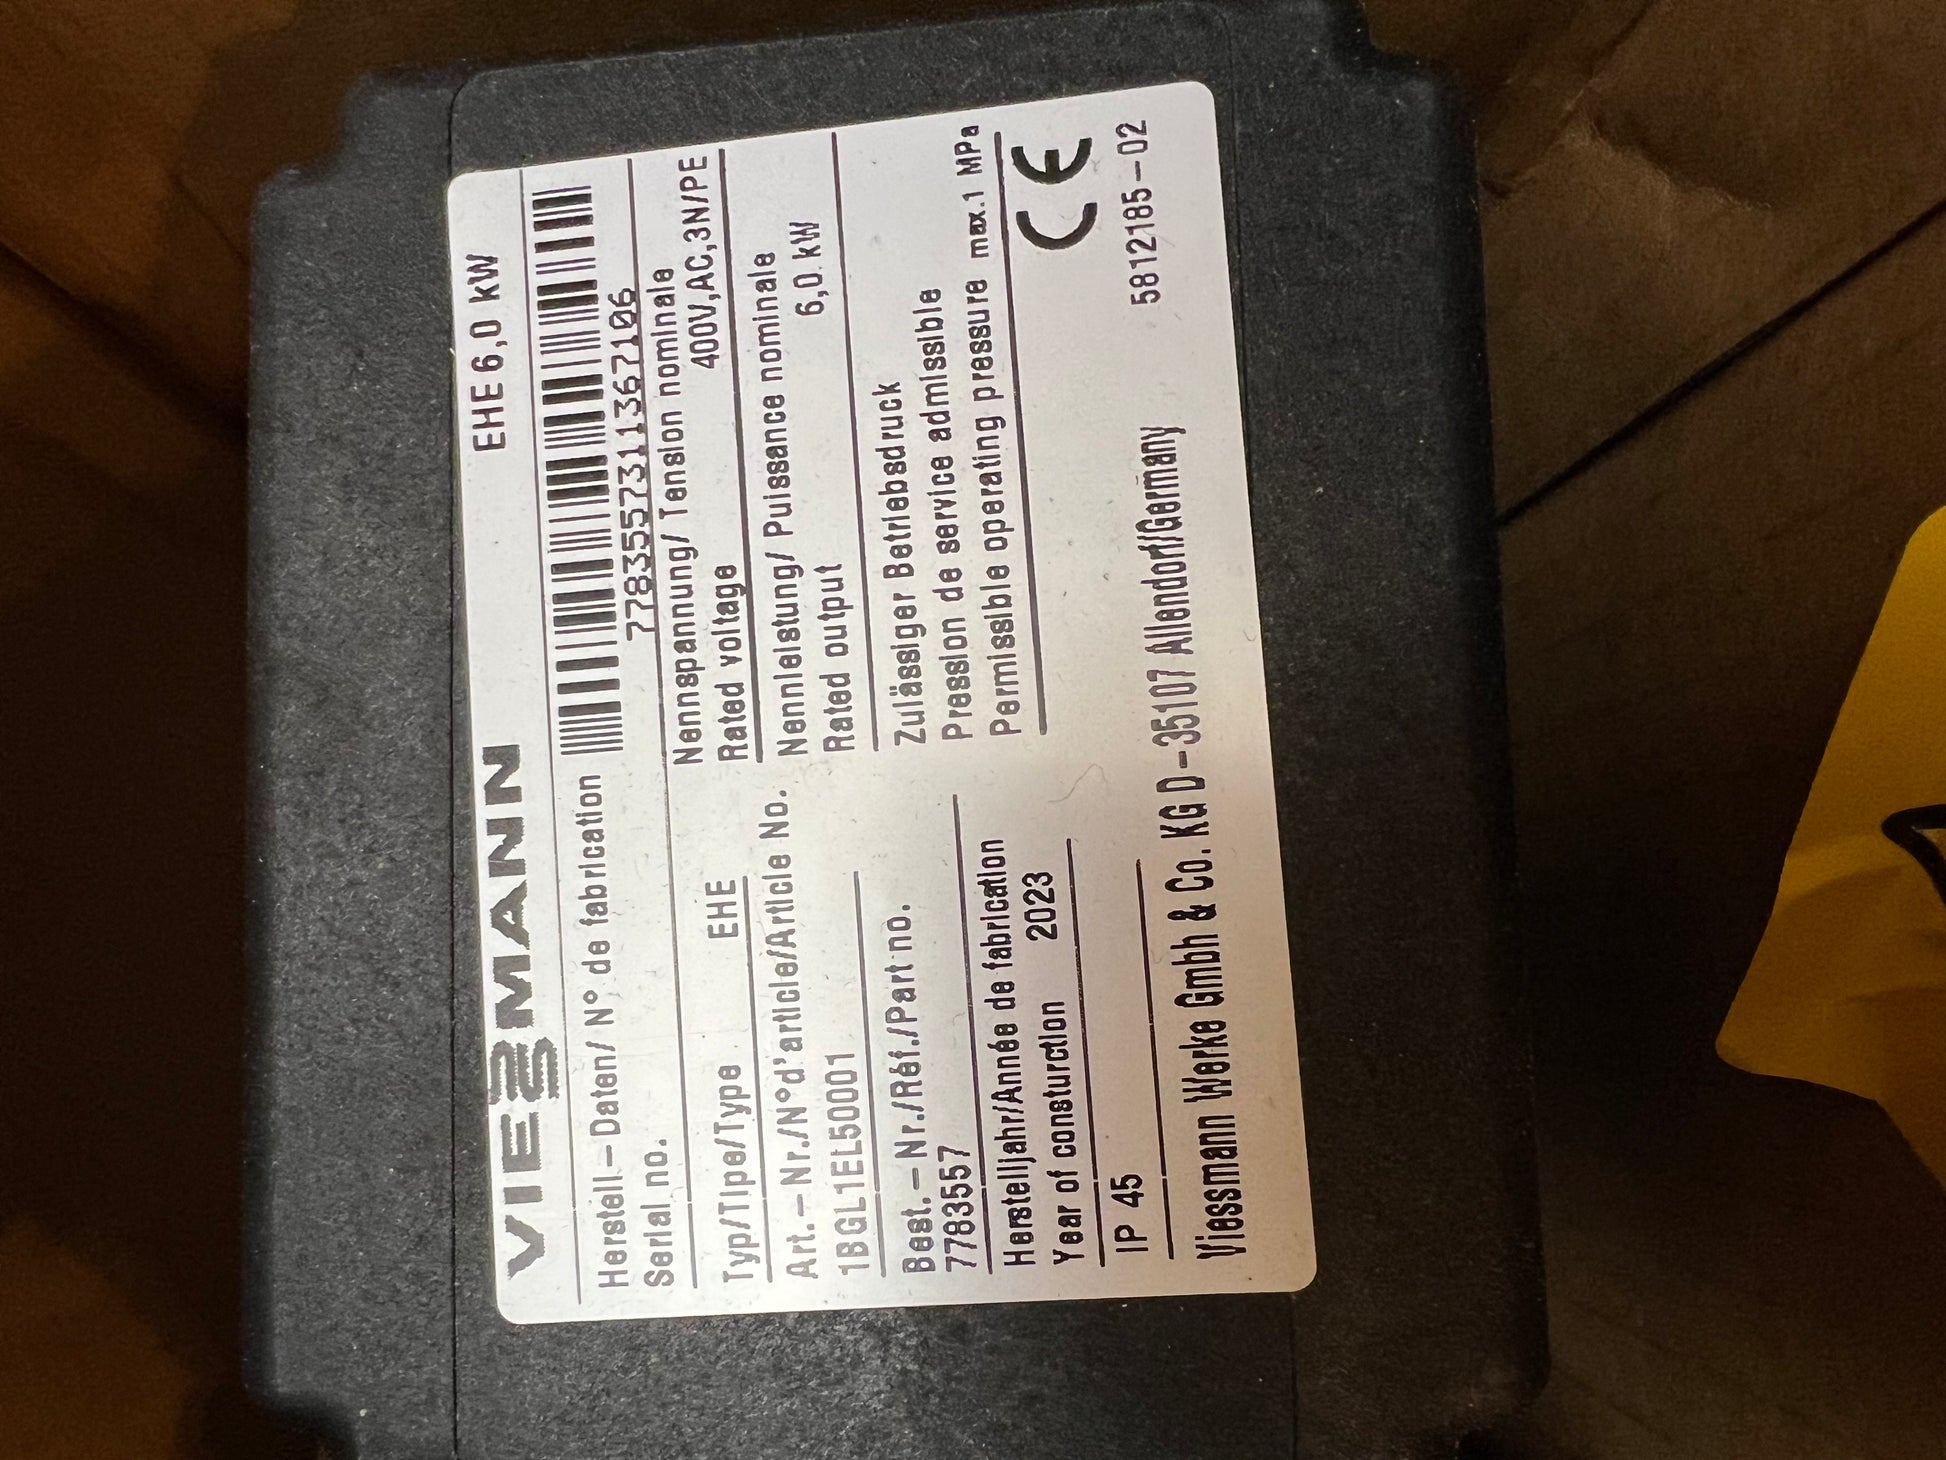 VIESMANN EHE 6,0 kW
Herstell.-Daten/ N° de fabrication
Serial no.
7783557311367106
Typ/Tipe/Type EHE
Art.-Nr./N°d'article/Article No.
1BGL1EL50001
Best.-Nr./Réf./Part no.
7783557
Herstelljahr/Année de fabrication
Year of consturction 2023
IP 45
Nennspannung/ Tension nominale
Rated voltage 400V,AC,3N/PE
Nennleistung/ Puissance nominale
Rated output 6,0 kW
Zulässiger Betriebsdruck
Pression de service admissible
Permissible operating pressure max.1 MPa
CE
Viessmann Werke Gmbh & Co. KG D-35107 Allendorf/Germany
5812185-02